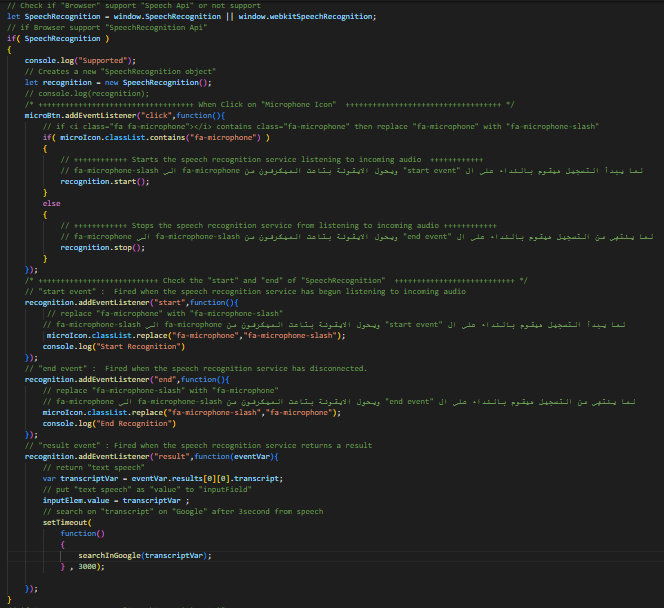 // Check if "Browser" support "Speech Api" or not support
let SpeechRecognition = window.SpeechRecognition || window.webkitSpeechRecognition;
// if Browser support "SpeechRecognition Api"
if( SpeechRecognition )
{
console.log("Supported");
// Creates a new "SpeechRecognition object"
let recognition = new SpeechRecognition();
// console.log(recognition);
/* +++++++++++++++++++++++++++++++++++ When Click on "Microphone Icon" +++++++++++++++++++++++++++++++++++ */
microBtn.addEventListener("click",function(){
// if <i class="fa fa-microphone"></i> contains class="fa-microphone" then replace "fa-microphone" with "fa-microphone-slash"
if( microIcon.classList.contains("fa-microphone") )
{
// ++++++++++++ Starts the speech recognition service listening to incoming audio ++++++++++++
// لما يبدأ التسجيل هيقوم بالنداء على ال "start event" ويحول الايقونة بتاعت الميكرفون من fa-microphone الى fa-microphone-slash
recognition.start();
}
else
{
// ++++++++++++ Stops the speech recognition service from listening to incoming audio ++++++++++++
// لما ينتهي من التسجيل هيقوم بالنداء على ال "end event" ويحول الايقونة بتاعت الميكرفون من fa-microphone-slash الى fa-microphone
recognition.stop();
}
});
/* +++++++++++++++++++++++++++ Check the "start" and "end" of "SpeechRecognition" +++++++++++++++++++++++++++ */
// "start event" : Fired when the speech recognition service has begun listening to incoming audio
recognition.addEventListener("start",function(){
// replace "fa-microphone" with "fa-microphone-slash"
// لما يبدأ التسجيل هيقوم بالنداء على ال "start event" ويحول الايقونة بتاعت الميكرفون من fa-microphone الى fa-microphone-slash
microIcon.classList.replace("fa-microphone","fa-microphone-slash");
console.log("Start Recognition")
});
// "end event" : Fired when the speech recognition service has disconnected.
recognition.addEventListener("end",function(){
// replace "fa-microphone-slash" with "fa-microphone"
// لما ينتهي من التسجيل هيقوم بالنداء على ال "end event" ويحول الايقونة بتاعت الميكرفون من fa-microphone-slash الى fa-microphone
microIcon.classList.replace("fa-microphone-slash","fa-microphone");
console.log("End Recognition")
});
// "result event" : Fired when the speech recognition service returns a result
recognition.addEventListener("result",function(eventVar){
// return "text speech"
var transcriptVar = eventVar.results[0][0].transcript;
// put "text speech" as "value" to "inputField"
inputElem.value = transcriptVar ;
// search on "transcript" on "Google" after 3second from speech
setTimeout(
function()
{
searchInGoogle(transcriptVar);
} , 3000);
});
}